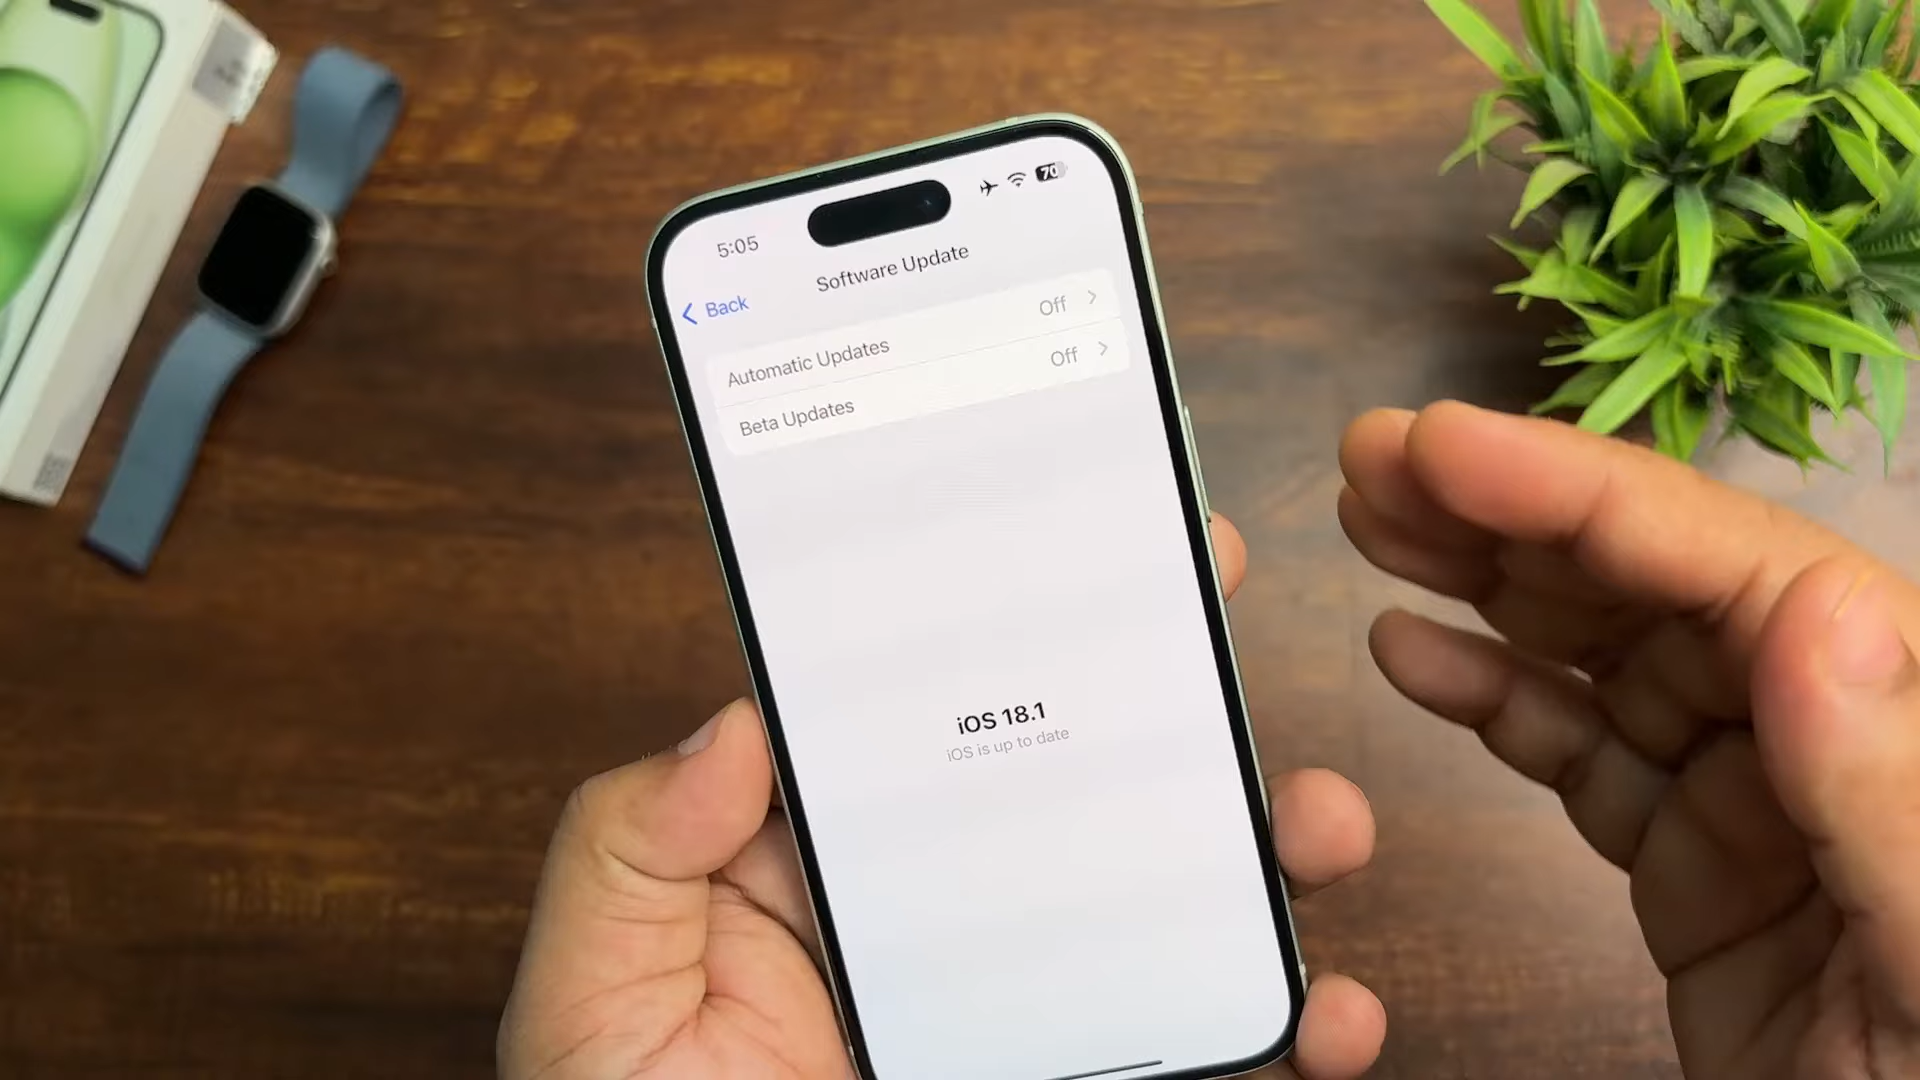 5:05
70
Software Update
Back
Automatic Updates Off
Beta Updates Off
iOS 18.1
iOS is up to date